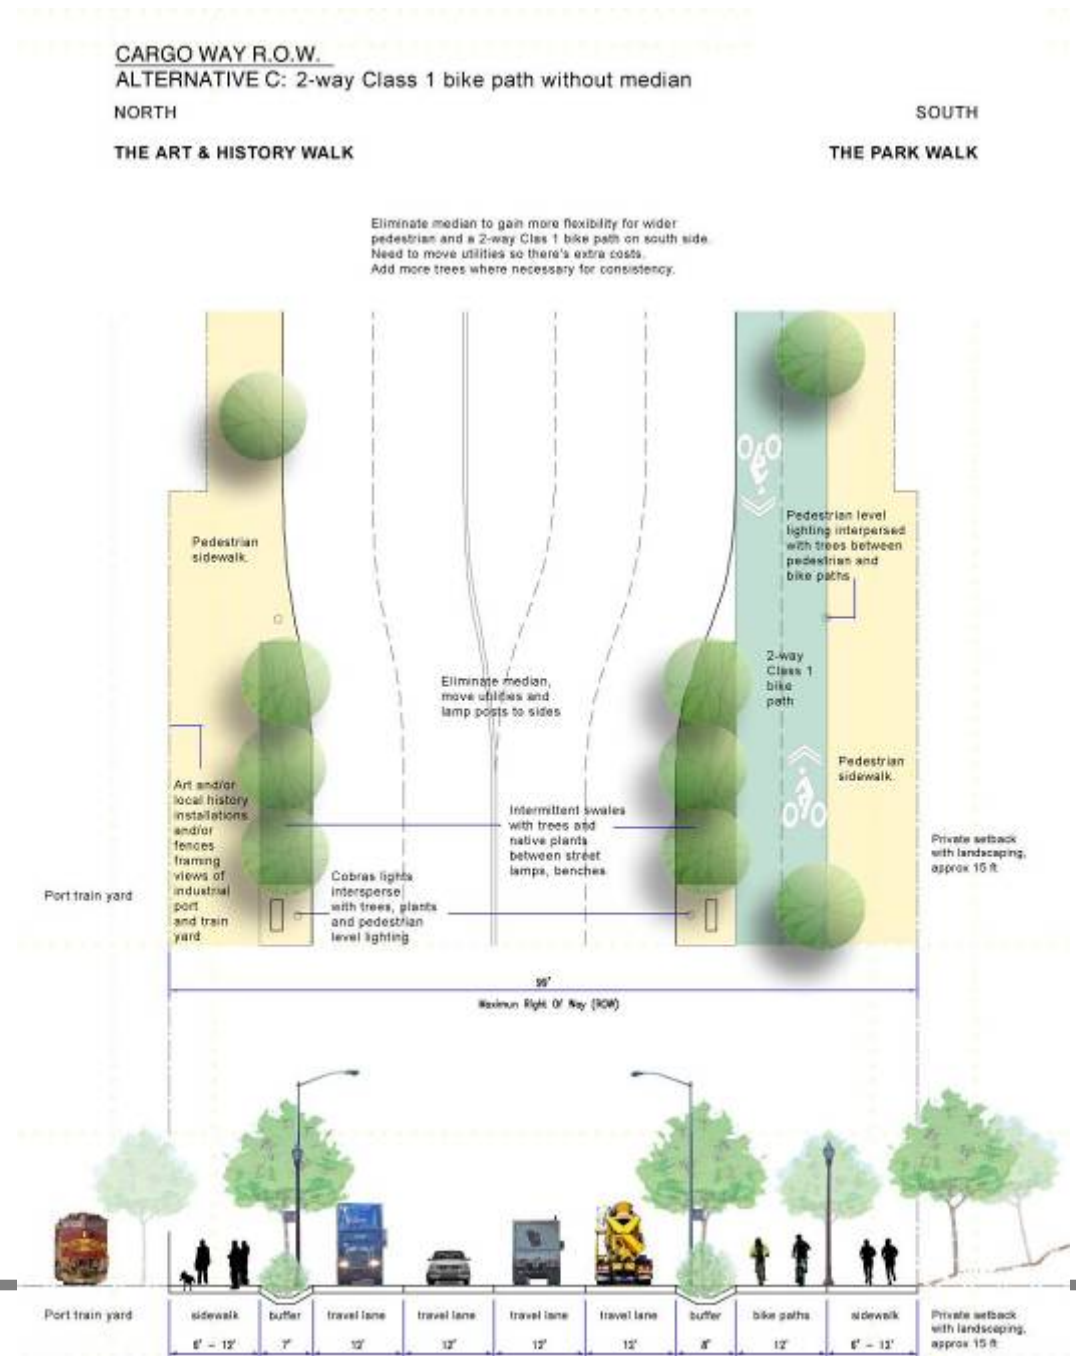 CARGO WAY R.O.W.
ALTERNATIVE C: 2-way Class 1 bike path without median
NORTH
SOUTH
THE ART & HISTORY WALK
THE PARK WALK
Eliminate median to gain more flexibility for wider
pedestrian and a 2-way Clas 1 bike path on south side.
Need to move utilities so there's extra costs.
Add more trees where necessary for consistency.
Pedestrian
sidewalk.
Pedestrian level
lighting interpersed
with trees between
pedestrian and
bike paths
Eliminate median,
move utilities and
lamp posts to sides
2-way
Class 1
bike
path
Pedestrian
sidewalk.
Art and/or
local history
installations
and/or
fences
framing
views of
industrial
port
and train
yard
Intermittent swales
with trees and
native plants
between street
lamps, benches
Cobras lights
intersperse
with trees, plants
and pedestrian
level lighting
Port train yard
Private setback
with landscaping,
approx 15 ft
99'
Maximun Right Of Way (ROW)
Port train yard
sidewalk
buffer
travel lane
travel lane
travel lane
travel lane
buffer
bike paths
sidewalk
Private setback
with landscaping,
approx 15 ft
6' - 12'
7'
12'
12'
12'
12'
8'
12'
6' - 12'